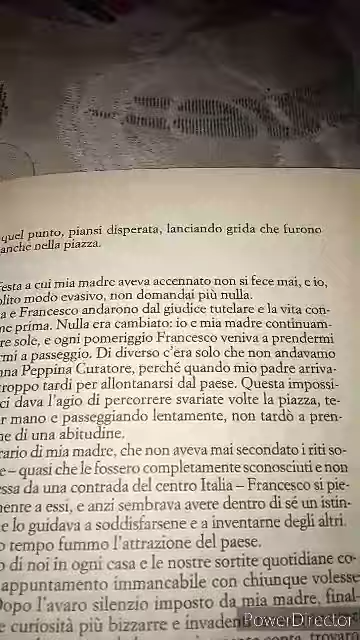 quel punto, piansi disperata, lanciando grida che furono
anche nella piazza.
festa a cui mia madre aveva accennato non si fece mai, e io,
olito modo evasivo, non domandai più nulla.
a e Francesco andarono dal giudice tutelare e la vita con-
me prima. Nulla era cambiato: io e mia madre continuam-
re sole, e ogni pomeriggio Francesco veniva a prendermi
rmi a passeggio. Di diverso c'era solo che non andavamo
nna Peppina Curatore, perché quando mio padre arriva-
roppo tardi per allontanarsi dal paese. Questa impossi-
ci dava l'agio di percorrere svariate volte la piazza, te-
r mano e passeggiando lentamente, non tardò a pren-
ne di una abitudine.
rario di mia madre, che non aveva mai secondato i riti so-
e – quasi che le fossero completamente sconosciuti e non
ssa da una contrada del centro Italia – Francesco si pie-
mente a essi, e anzi sembrava avere dentro di sé un istin-
e lo guidava a soddisfarsene e a inventarne degli altri.
o tempo fummo l'attrazione del paese.
o di noi in ogni casa e le nostre sortite quotidiane co-
appuntamento immancabile con chiunque volesse
Dopo l'avaro silenzio imposto da mia madre, final-
e curiosità più bizzarre e invaden
PowerDirector